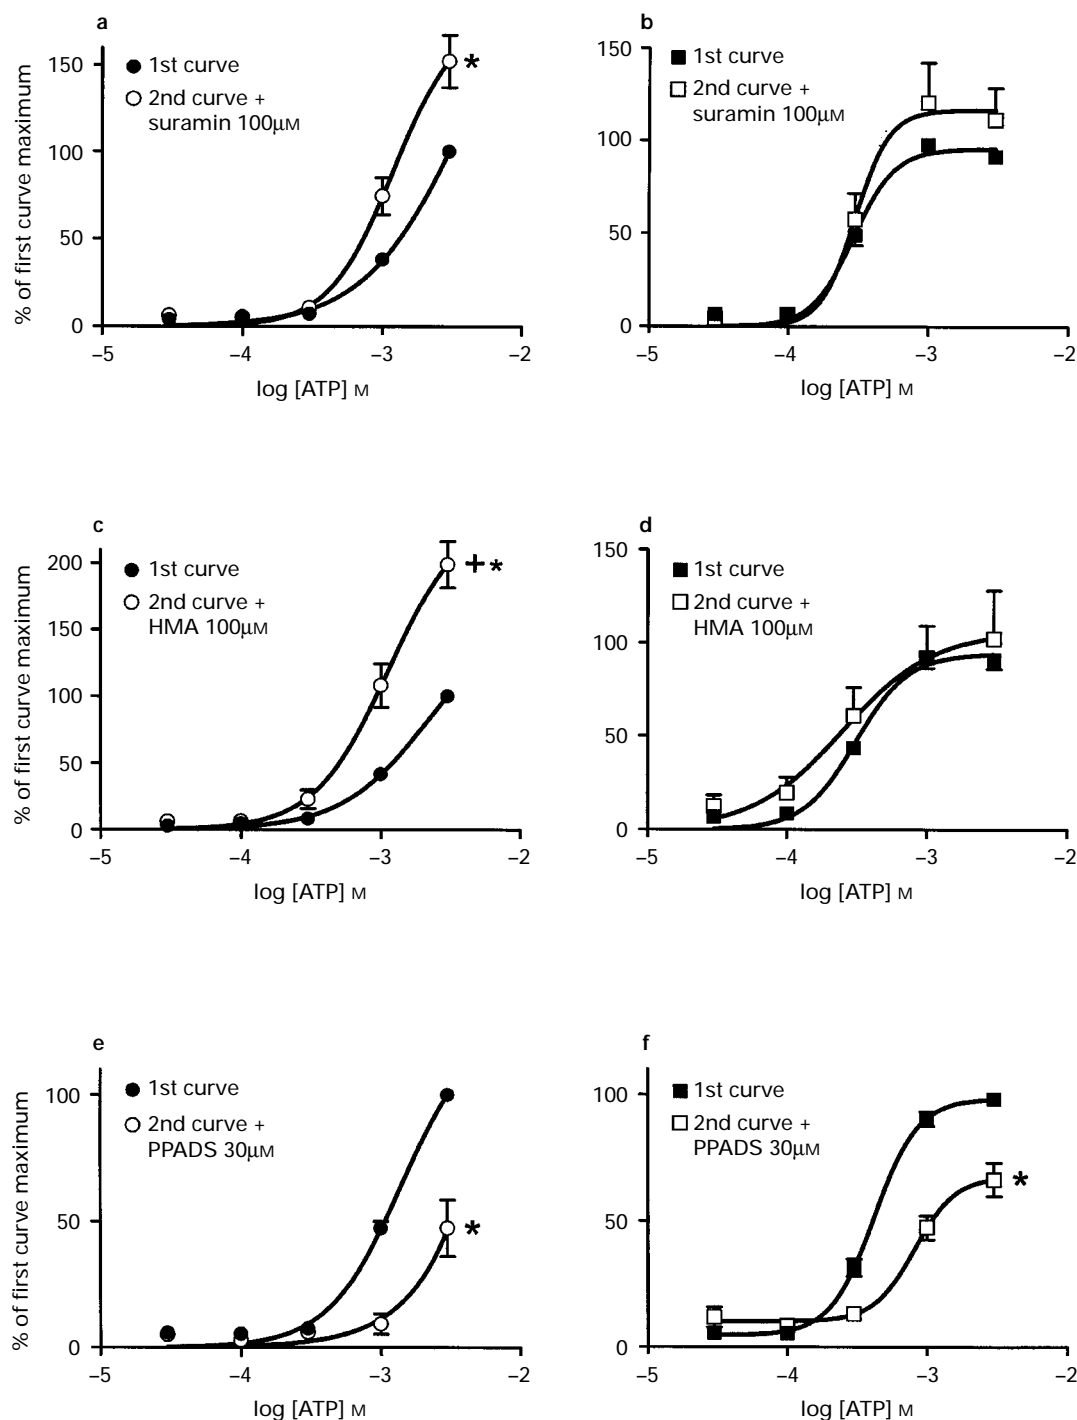 a
150
100
50
0
% of first curve maximum
1st curve
2nd curve +
suramin 100µM
*
−5 −4 −3 −2
log [ATP] M
b
150
100
50
0
1st curve
2nd curve +
suramin 100µM
−5 −4 −3 −2
log [ATP] M
c
200
150
100
50
0
% of first curve maximum
1st curve
2nd curve +
HMA 100µM
+ *
−5 −4 −3 −2
log [ATP] M
d
150
100
50
0
1st curve
2nd curve +
HMA 100µM
−5 −4 −3 −2
log [ATP] M
e
100
50
0
% of first curve maximum
1st curve
2nd curve +
PPADS 30µM
*
−5 −4 −3 −2
log [ATP] M
f
100
50
0
1st curve
2nd curve +
PPADS 30µM
*
−5 −4 −3 −2
log [ATP] M